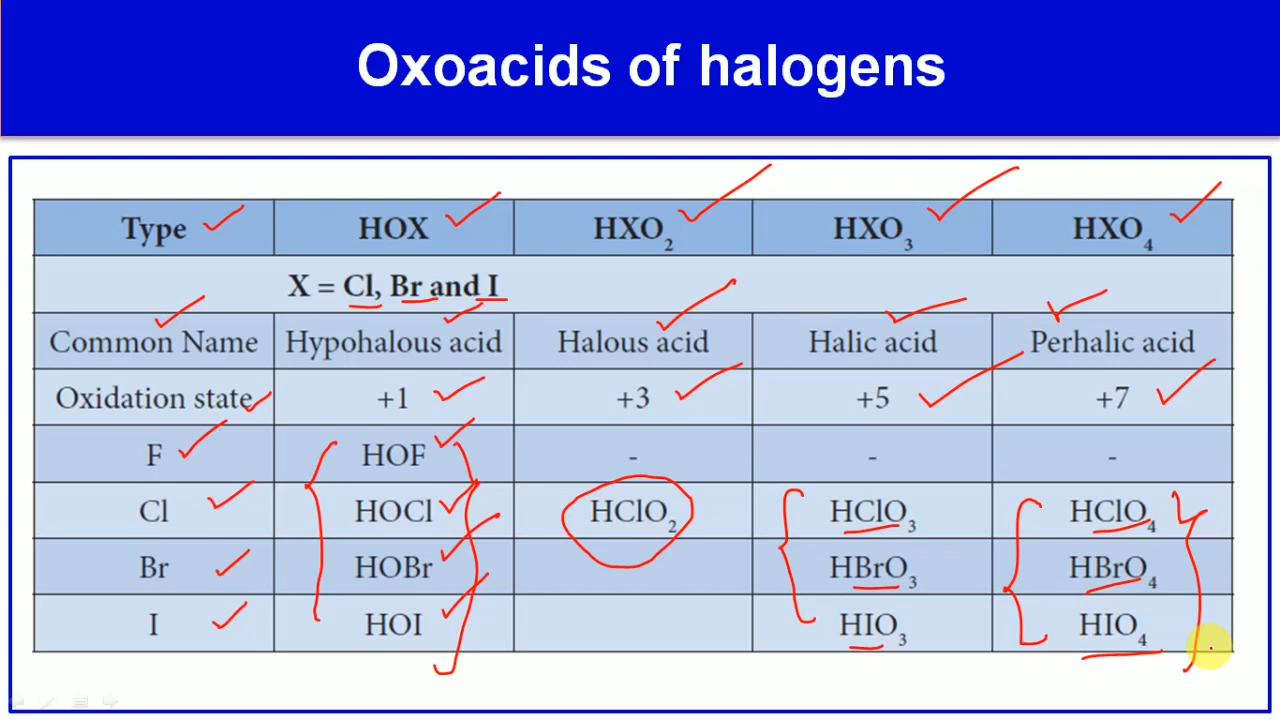 Oxoacids of halogens
Type HOX HXO₂ HXO₃ HXO₄
X = Cl, Br and I
Common Name Hypohalous acid Halous acid Halic acid Perhalic acid
Oxidation state +1 +3 +5 +7
F HOF - - -
Cl HOCl HClO₂ HClO₃ HClO₄
Br HOBr HBrO₃ HBrO₄
I HOI HIO₃ HIO₄